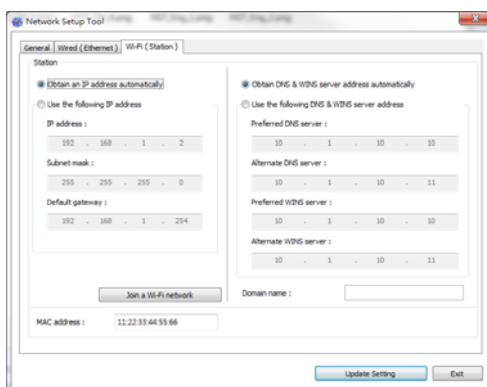 Network Setup Tool
General Wired ( Ethernet ) Wi-Fi ( Station )
Station
Obtain an IP address automatically
Use the following IP address
IP address :
192 . 168 . 1 . 2
Subnet mask :
255 . 255 . 255 . 0
Default gateway :
192 . 168 . 1 . 254
Join a Wi-Fi network
Obtain DNS & WINS server address automatically
Use the following DNS & WINS server address
Preferred DNS server :
10 . 1 . 10 . 10
Alternate DNS server :
10 . 1 . 10 . 11
Preferred WINS server :
10 . 1 . 10 . 10
Alternate WINS server :
10 . 1 . 10 . 11
Domain name :
MAC address : 11:22:33:44:55:66
Update Setting Exit